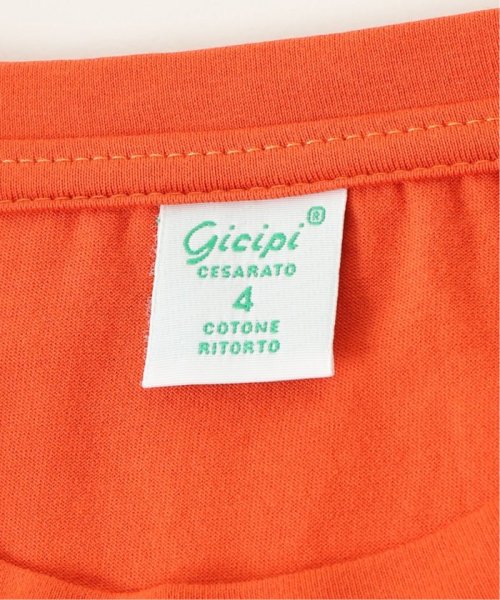 Gicipi®
CESARATO
4
COTONE
RITORTO